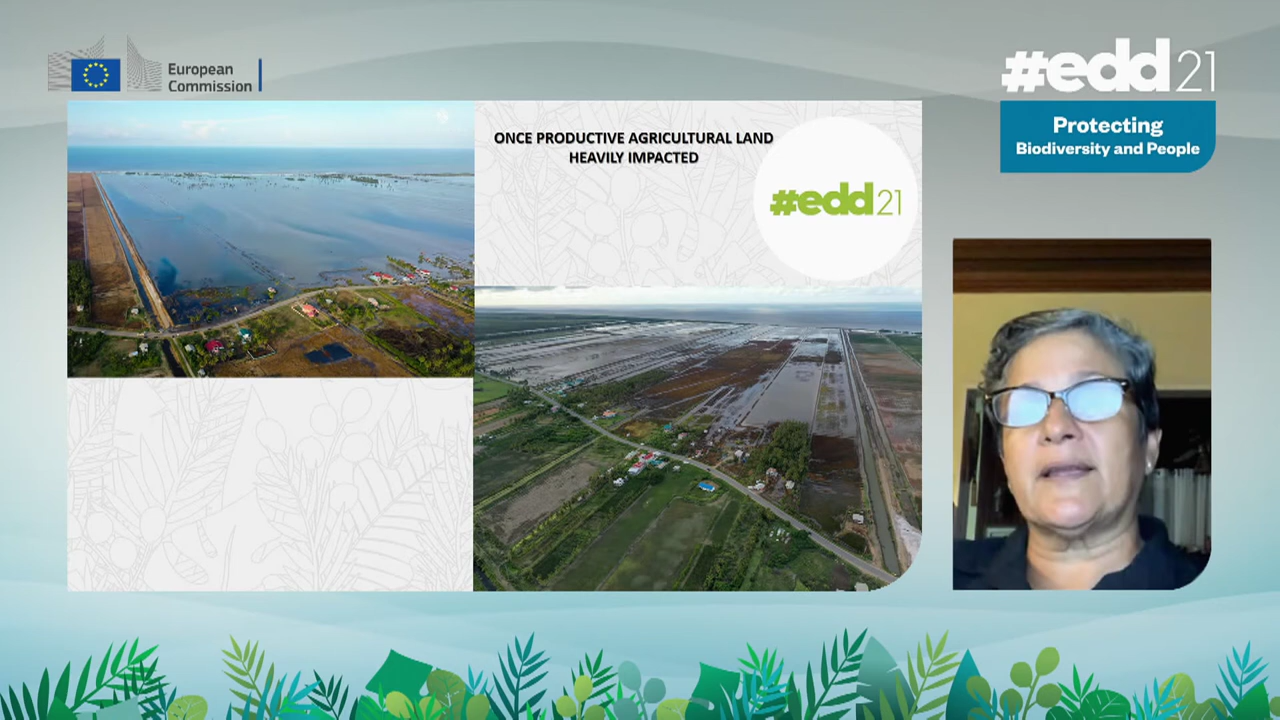 European
Commission
#edd21
Protecting
Biodiversity and People
ONCE PRODUCTIVE AGRICULTURAL LAND
HEAVILY IMPACTED
#edd21